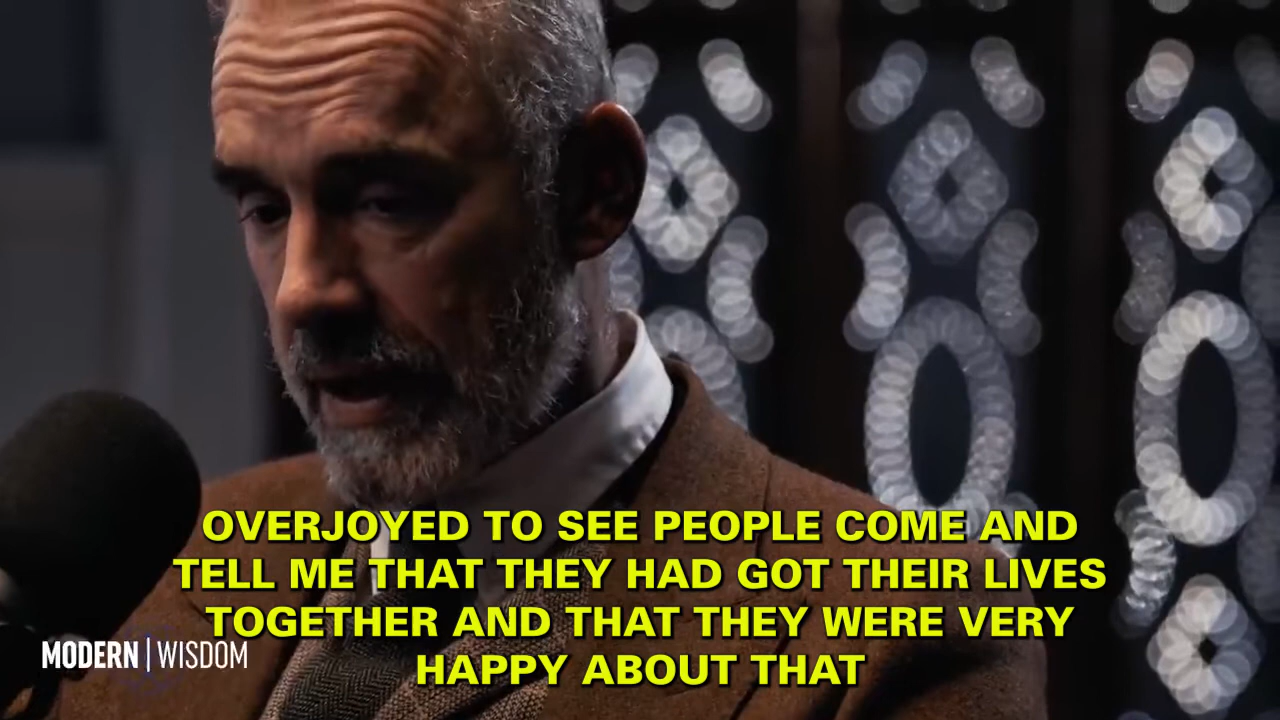 OVERJOYED TO SEE PEOPLE COME AND
TELL ME THAT THEY HAD GOT THEIR LIVES
TOGETHER AND THAT THEY WERE VERY
HAPPY ABOUT THAT
MODERN | WISDOM